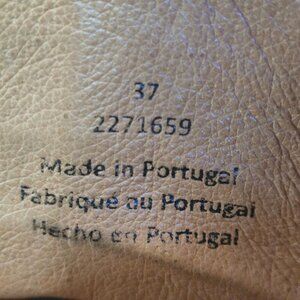 37
2271659
Made in Portugal
Fabriqué au Portugal
Hecho en Portugal